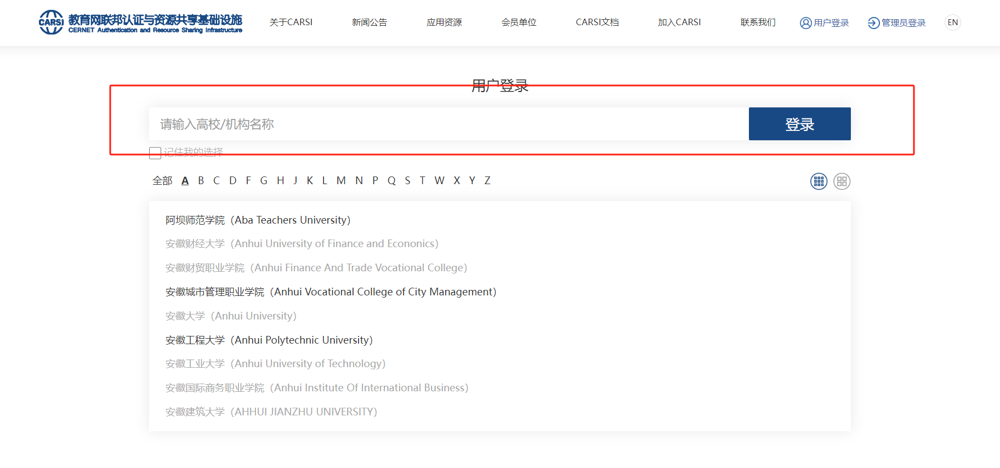 CARSI 教育网联邦认证与资源共享基础设施
CERNET Authentication and Resource Sharing Infrastructure
关于CARSI 新闻公告 应用资源 会员单位 CARSI文档 加入CARSI 联系我们 用户登录 管理员登录 EN
用户登录
请输入高校/机构名称 登录
记住我的选择
全部 A B C D F G H J K L M N P Q S T W X Y Z
阿坝师范学院（Aba Teachers University）
安徽财经大学（Anhui University of Finance and Econonics）
安徽财贸职业学院（Anhui Finance And Trade Vocational College）
安徽城市管理职业学院（Anhui Vocational College of City Management）
安徽大学（Anhui University）
安徽工程大学（Anhui Polytechnic University）
安徽工业大学（Anhui University of Technology）
安徽国际商务职业学院（Anhui Institute Of International Business）
安徽建筑大学（AHHUI JIANZHU UNIVERSITY）